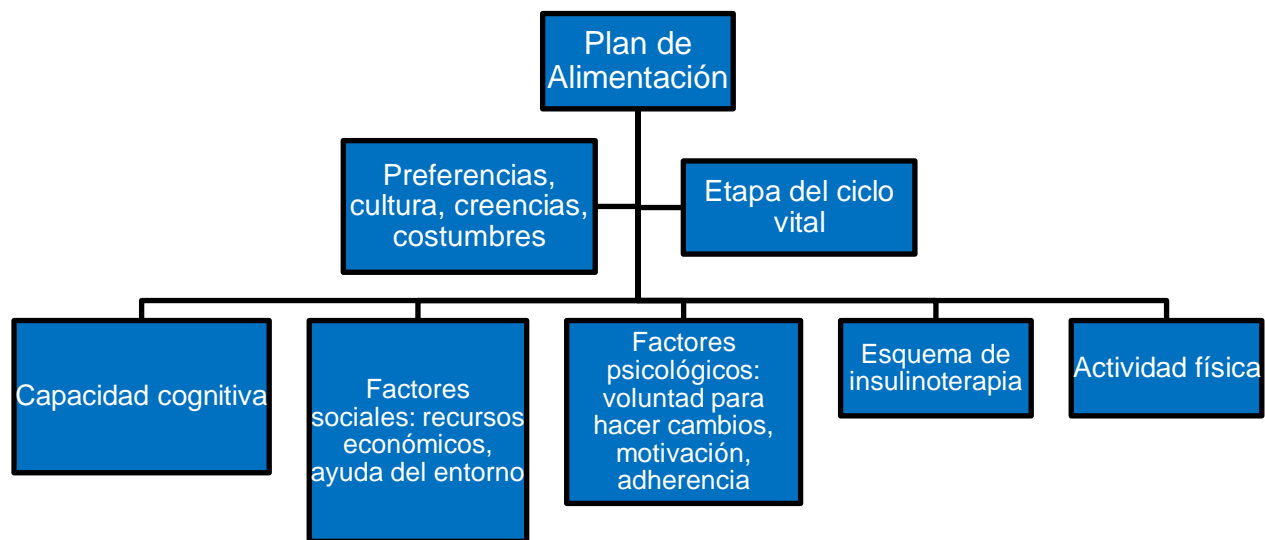 Plan de
Alimentación
Preferencias,
cultura, creencias,
costumbres
Etapa del ciclo
vital
Capacidad cognitiva
Factores
sociales: recursos
económicos,
ayuda del entorno
Factores
psicológicos:
voluntad para
hacer cambios,
motivación,
adherencia
Esquema de
insulinoterapia
Actividad física